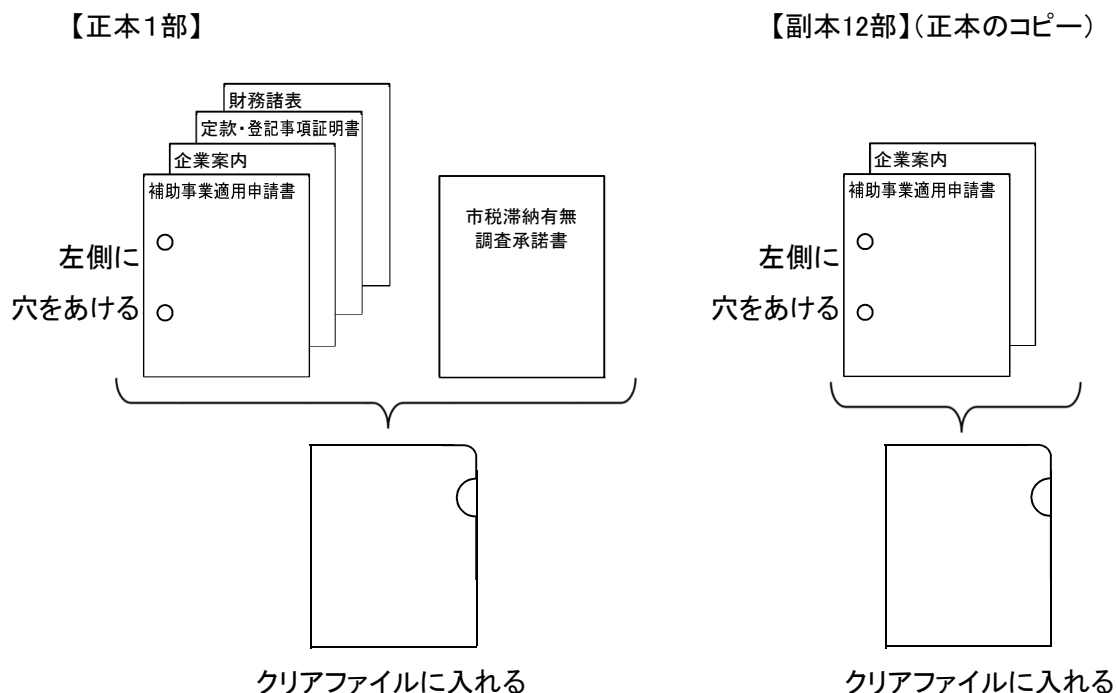 【正本1部】
財務諸表
定款・登記事項証明書
企業案内
補助事業適用申請書
左側に
穴をあける
市税滞納有無
調査承諾書
クリアファイルに入れる
【副本12部】(正本のコピー)
企業案内
補助事業適用申請書
左側に
穴をあける
クリアファイルに入れる